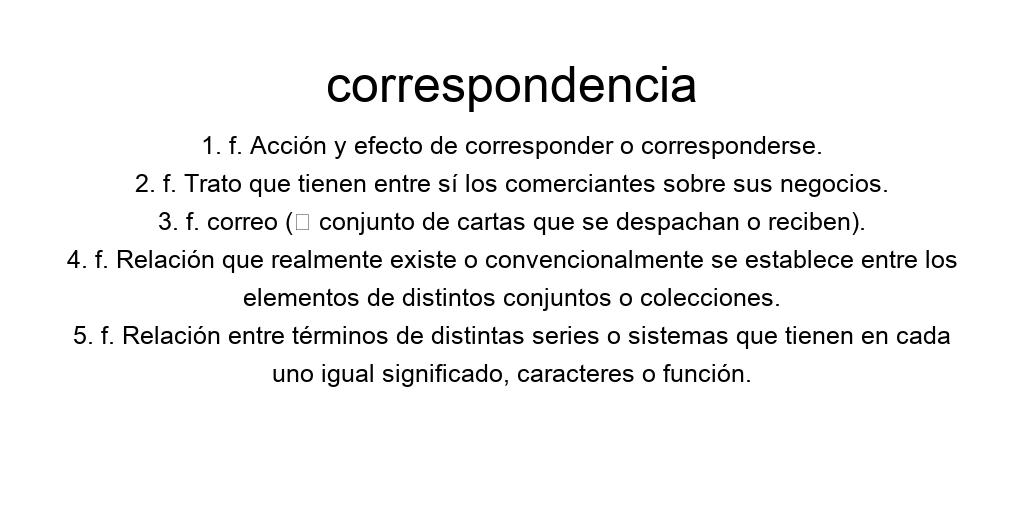 correspondencia
1. f. Acción y efecto de corresponder o corresponderse.
2. f. Trato que tienen entre sí los comerciantes sobre sus negocios.
3. f. correo (□ conjunto de cartas que se despachan o reciben).
4. f. Relación que realmente existe o convencionalmente se establece entre los
elementos de distintos conjuntos o colecciones.
5. f. Relación entre términos de distintas series o sistemas que tienen en cada
uno igual significado, caracteres o función.